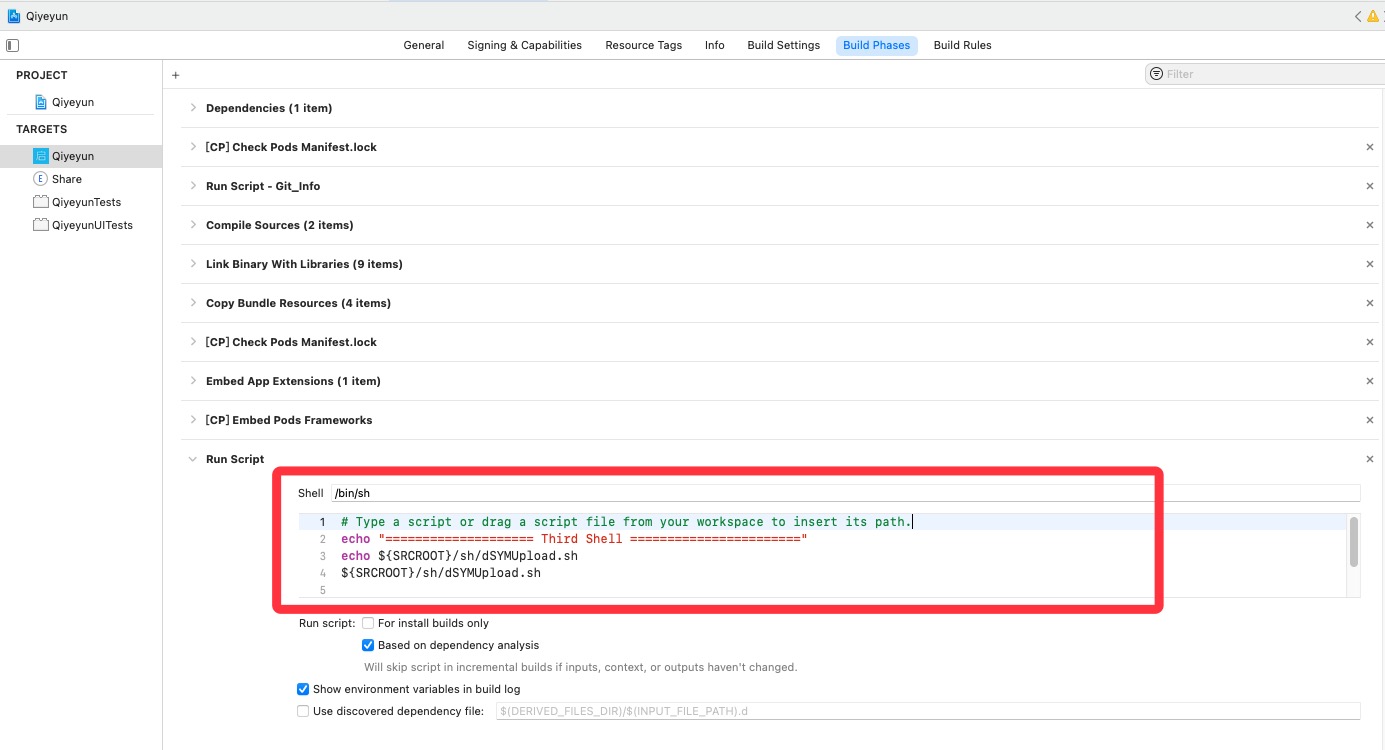 Qiyeyun
General Signing & Capabilities Resource Tags Info Build Settings Build Phases Build Rules
PROJECT
Qiyeyun
TARGETS
Qiyeyun
E Share
QiyeyunTests
QiyeyunUITests
+ Filter
Dependencies (1 item)
[CP] Check Pods Manifest.lock
Run Script - Git_Info
Compile Sources (2 items)
Link Binary With Libraries (9 items)
Copy Bundle Resources (4 items)
[CP] Check Pods Manifest.lock
Embed App Extensions (1 item)
[CP] Embed Pods Frameworks
Run Script
Shell /bin/sh
1 # Type a script or drag a script file from your workspace to insert its path.
2 echo "==================== Third Shell ======================="
3 echo ${SRCROOT}/sh/dSYMUpload.sh
4 ${SRCROOT}/sh/dSYMUpload.sh
5
Run script: For install builds only
Based on dependency analysis
Will skip script in incremental builds if inputs, context, or outputs haven't changed.
Show environment variables in build log
Use discovered dependency file: $(DERIVED_FILES_DIR)/$(INPUT_FILE_PATH).d